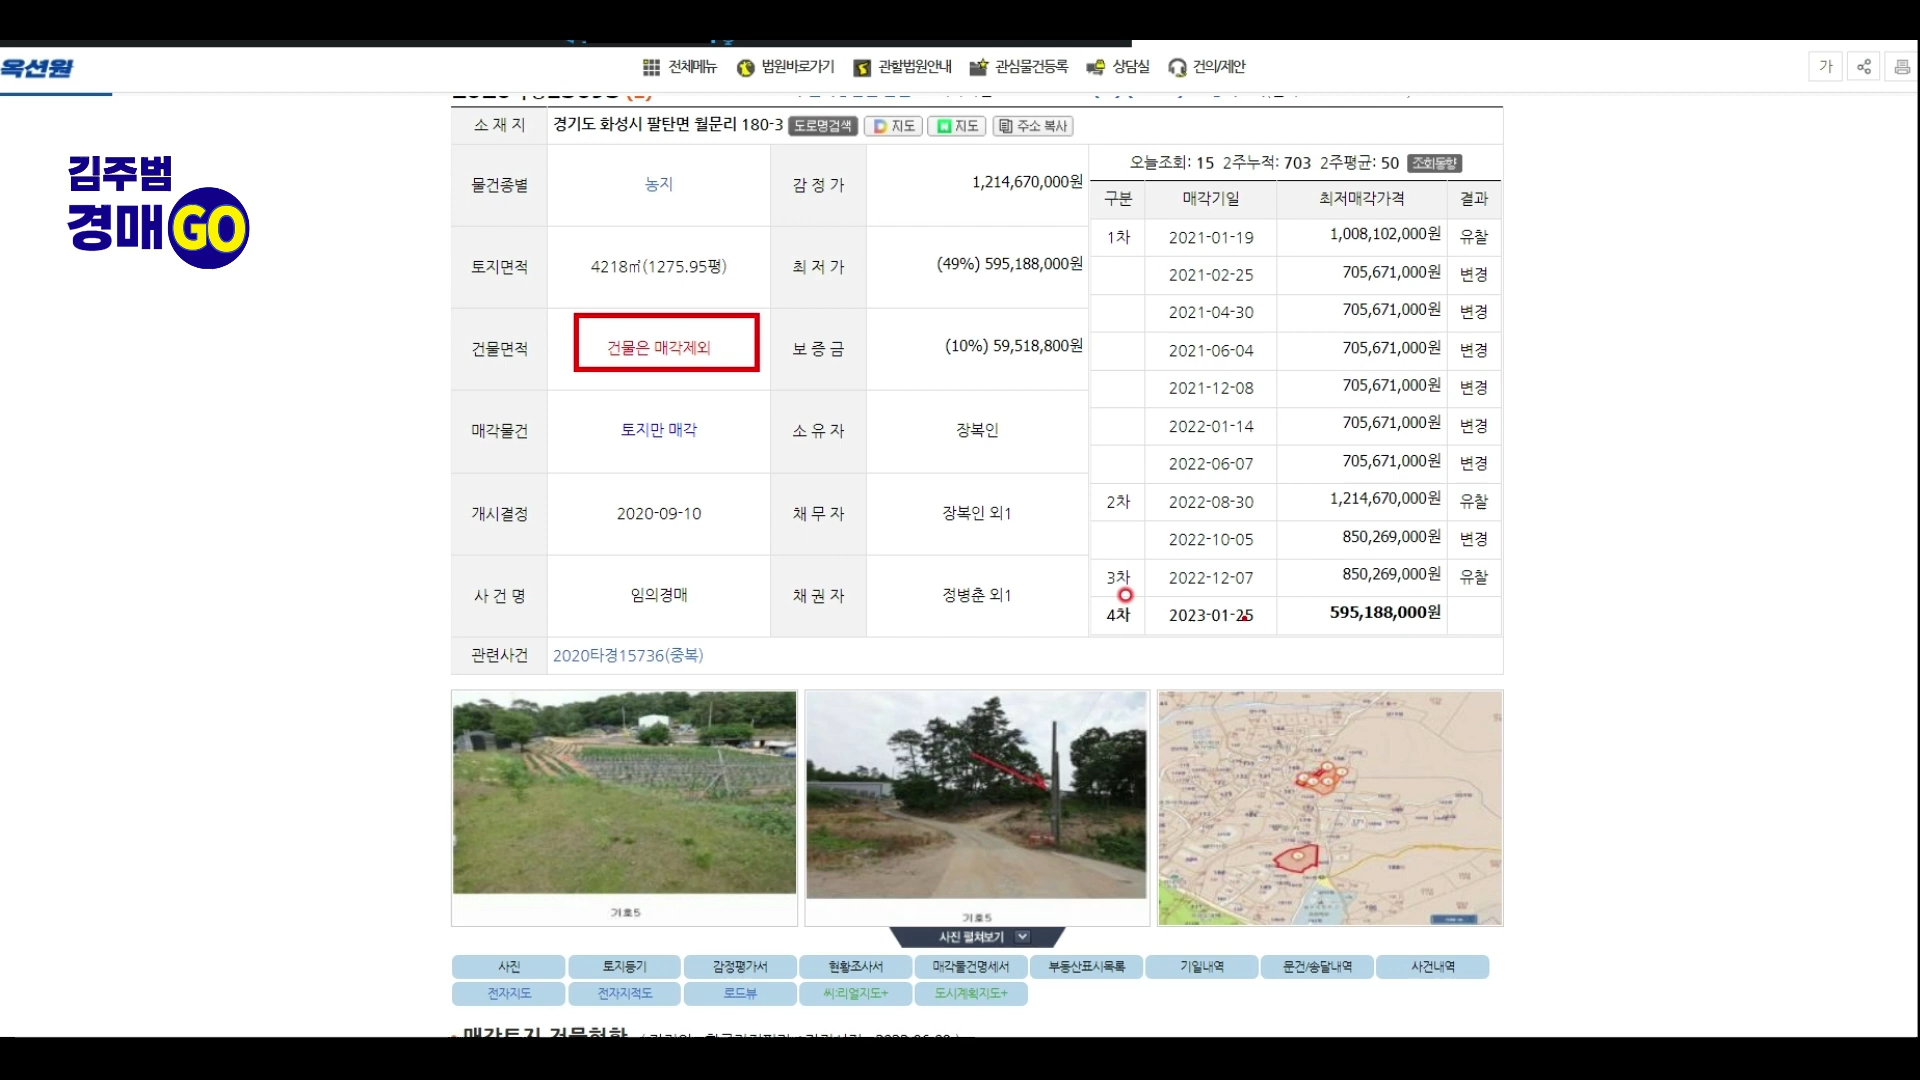 옥션원
전체메뉴 법원바로가기 관할법원안내 관심물건등록 상담실 건의/제안 가
김주범
경매GO
소재지 경기도 화성시 팔탄면 월문리 180-3 도로명검색 D 지도 N 지도 주소 복사
오늘조회: 15 2주누적: 703 2주평균: 50 조회동향
물건종별 농지 감정가 1,214,670,000원
토지면적 4218㎡(1275.95평) 최저가 (49%) 595,188,000원
건물면적 건물은 매각제외 보증금 (10%) 59,518,800원
매각물건 토지만 매각 소유자 장복인
개시결정 2020-09-10 채무자 장복인 외1
사건명 임의경매 채권자 정병춘 외1
구분 매각기일 최저매각가격 결과
1차 2021-01-19 1,008,102,000원 유찰
2021-02-25 705,671,000원 변경
2021-04-30 705,671,000원 변경
2021-06-04 705,671,000원 변경
2021-12-08 705,671,000원 변경
2022-01-14 705,671,000원 변경
2022-06-07 705,671,000원 변경
2차 2022-08-30 1,214,670,000원 유찰
2022-10-05 850,269,000원 변경
3차 2022-12-07 850,269,000원 유찰
4차 2023-01-25 595,188,000원
관련사건 2020타경15736(중복)
기호5
기호5
사진 펼쳐보기
사진 토지등기 감정평가서 현황조사서 매각물건명세서 부동산표시목록 기일내역 문건/송달내역 사건내역
전자지도 전자지적도 로드뷰 씨:리얼지도+ 도시계획지도+